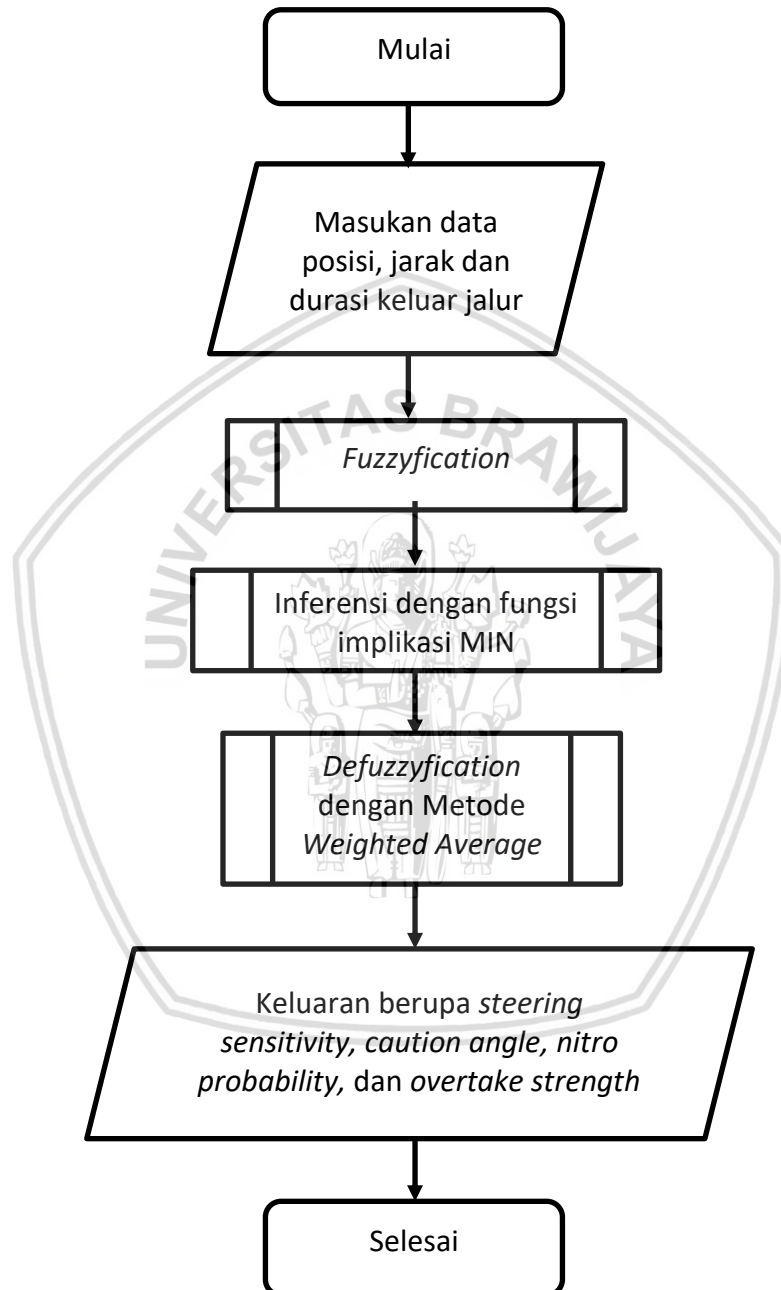 Mulai
Masukan data
posisi, jarak dan
durasi keluar jalur
UNIVERSITAS BRAWIJAYA
Fuzzyfication
Inferensi dengan fungsi
implikasi MIN
Defuzzyfication
dengan Metode
Weighted Average
Keluaran berupa steering
sensitivity, caution angle, nitro
probability, dan overtake strength
Selesai